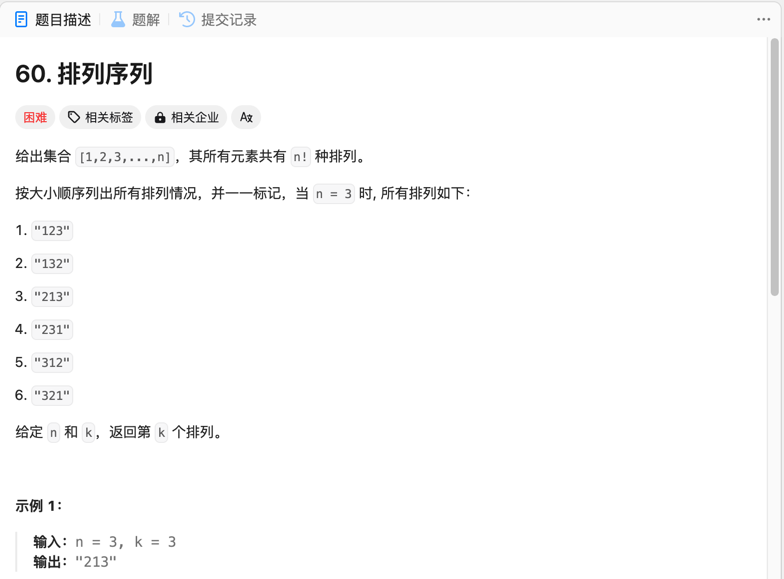 题目描述 题解 提交记录 ...
60. 排列序列
困难 相关标签 相关企业 A文
给出集合 [1,2,3,...,n]，其所有元素共有 n! 种排列。
按大小顺序列出所有排列情况，并一一标记，当 n = 3 时, 所有排列如下：
1. "123"
2. "132"
3. "213"
4. "231"
5. "312"
6. "321"
给定 n 和 k，返回第 k 个排列。
示例 1：
输入：n = 3, k = 3
输出："213"